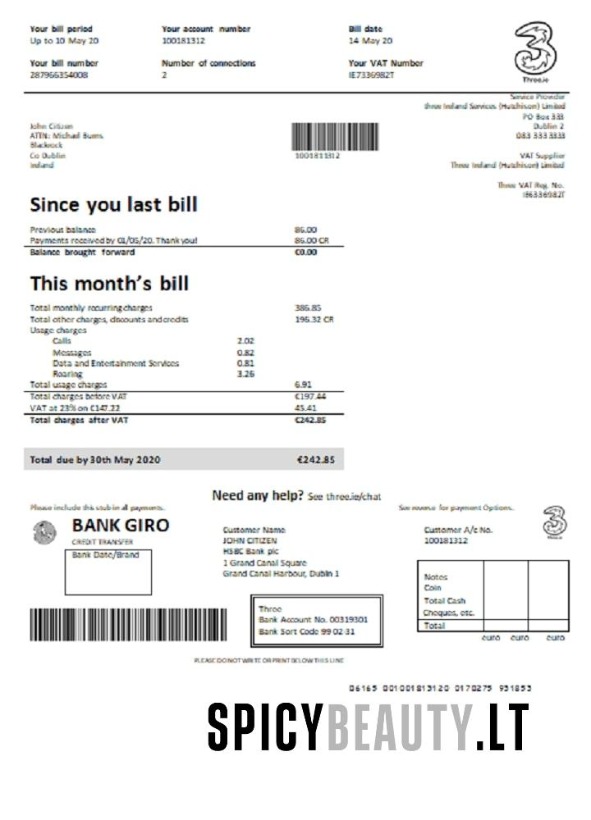 Your bill period
Up to 10 May 20
Your account number
100181312
Bill date
14 May 20
Your bill number
287966354008
Number of connections
2
Your VAT Number
IE7336982T
Three.ie
Service Provider
three Ireland Services (Hutchison) Limited
PO Box 333
Dublin 2
083 333 3333
VAT Supplier
Three Ireland (Hutchison) Limited
Three VAT Reg. No.
IE6336982T
John Citizen
ATTN: Michael Burns
Blackrock
Co Dublin
Ireland
1001811312
Since you last bill
Previous balance 86.00
Payments received by 01/05/20. Thank you! 86.00 CR
Balance brought forward €0.00
This month's bill
Total monthly recurring charges 386.85
Total other charges, discounts and credits 196.32 CR
Usage charges
Calls 2.02
Messages 0.82
Data and Entertainment Services 0.81
Roaring 3.26
Total usage charges 6.91
Total charges before VAT €197.44
VAT at 23% on €147.22 45.41
Total charges after VAT €242.85
Total due by 30th May 2020 €242.85
Need any help? See three.ie/chat
Please include this stub in all payments.
See reverse for payment Options.
BANK GIRO
CREDIT TRANSFER
Bank Date/Brand
Customer Name
JOHN CITIZEN
HSBC Bank plc
1 Grand Canal Square
Grand Canal Harbour, Dublin 1
Customer A/c No.
100181312
Notes
Coin
Total Cash
Cheques, etc.
Total
euro euro euro
Three
Bank Account No. 00319301
Bank Sort Code 99 02 31
PLEASE DO NOT WRITE OR PRINT BELOW THIS LINE
06165 001001813120 0170275 931853
SPICYBEAUTY.LT